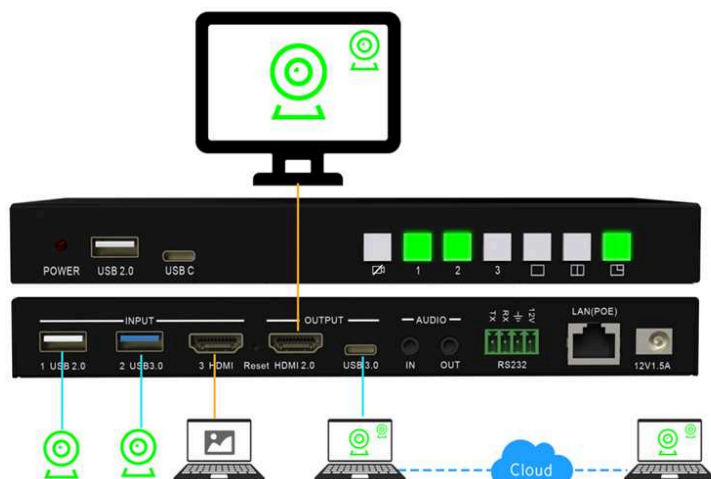 POWER
USB 2.0
USB C
1
2
3
INPUT
OUTPUT
AUDIO
TX
RX
12V
LAN(POE)
1 USB 2.0
2 USB3.0
3 HDMI
Reset
HDMI 2.0
USB 3.0
IN
OUT
RS232
12V1.5A
Cloud